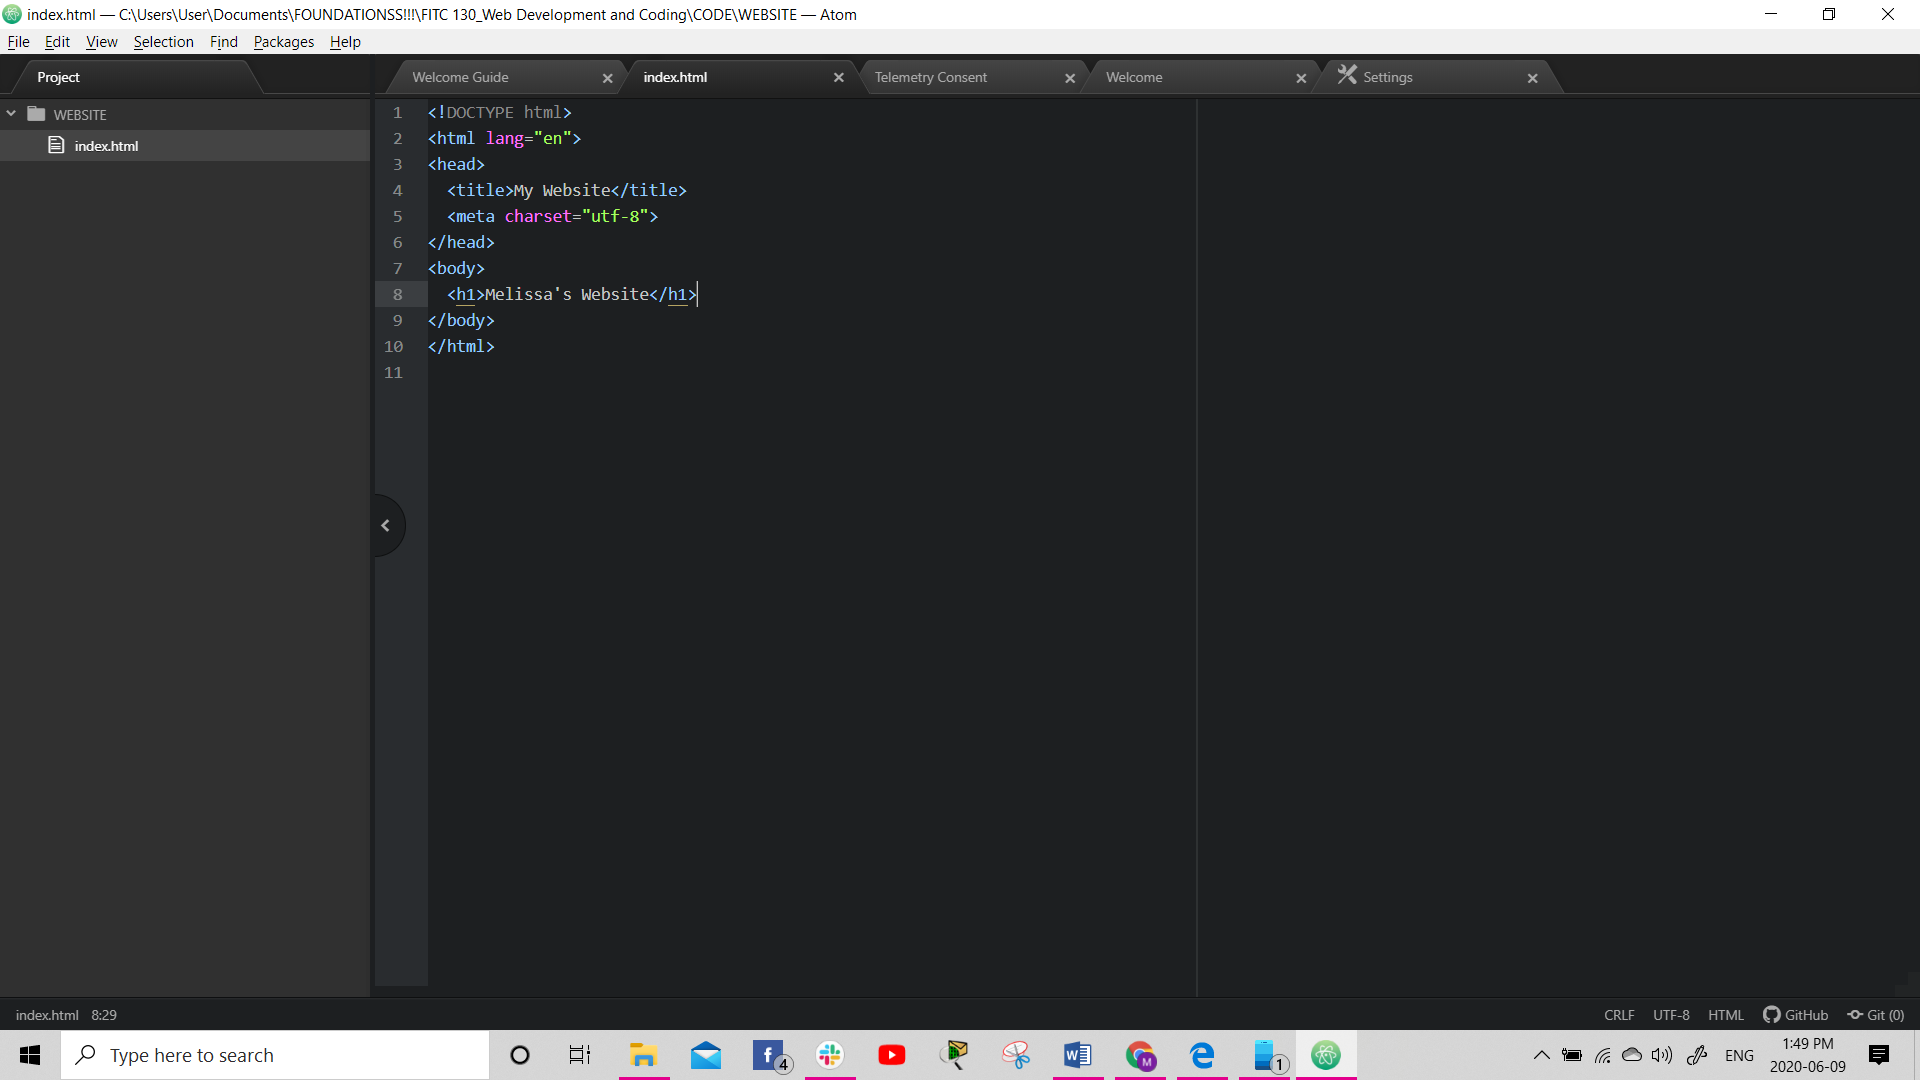 index.html — C:\Users\User\Documents\FOUNDATIONSS!!!\FITC 130_Web Development and Coding\CODE\WEBSITE — Atom
File Edit View Selection Find Packages Help
Project
Welcome Guide
index.html
Telemetry Consent
Welcome
Settings
WEBSITE
index.html
1 <!DOCTYPE html>
2 <html lang="en">
3 <head>
4 <title>My Website</title>
5 <meta charset="utf-8">
6 </head>
7 <body>
8 <h1>Melissa's Website</h1>
9 </body>
10 </html>
11
index.html 8:29
CRLF UTF-8 HTML GitHub Git (0)
Type here to search
4
M
1
ENG
1:49 PM
2020-06-09